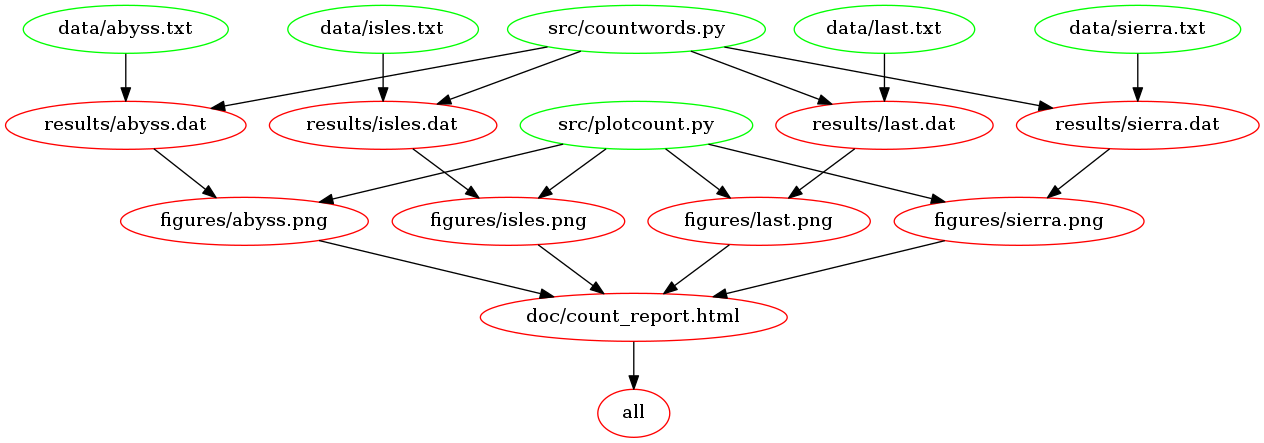 data/abyss.txt
data/isles.txt
src/countwords.py
data/last.txt
data/sierra.txt
results/abyss.dat
results/isles.dat
src/plotcount.py
results/last.dat
results/sierra.dat
figures/abyss.png
figures/isles.png
figures/last.png
figures/sierra.png
doc/count_report.html
all